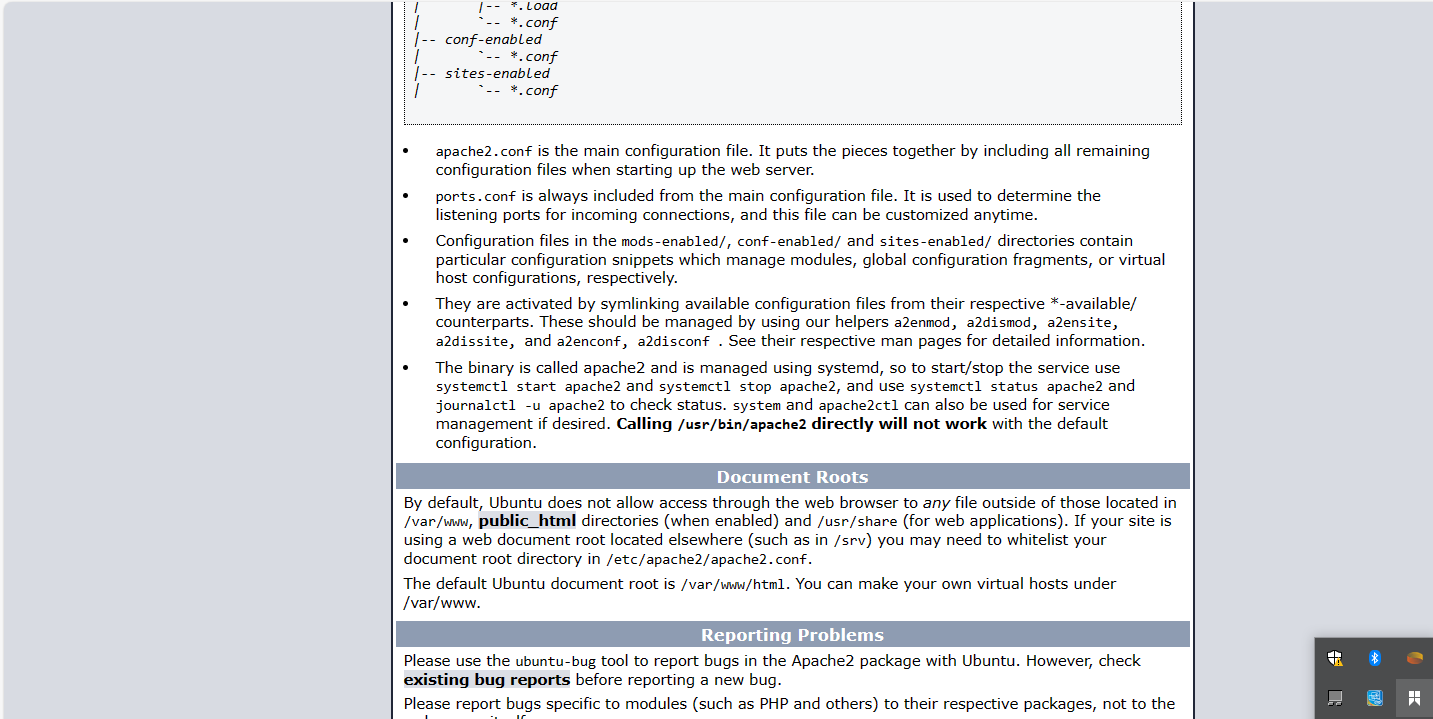 |       |-- *.load
|       `-- *.conf
|-- conf-enabled
|       `-- *.conf
|-- sites-enabled
|       `-- *.conf
• apache2.conf is the main configuration file. It puts the pieces together by including all remaining
configuration files when starting up the web server.
• ports.conf is always included from the main configuration file. It is used to determine the
listening ports for incoming connections, and this file can be customized anytime.
• Configuration files in the mods-enabled/, conf-enabled/ and sites-enabled/ directories contain
particular configuration snippets which manage modules, global configuration fragments, or virtual
host configurations, respectively.
• They are activated by symlinking available configuration files from their respective *-available/
counterparts. These should be managed by using our helpers a2enmod, a2dismod, a2ensite,
a2dissite, and a2enconf, a2disconf . See their respective man pages for detailed information.
• The binary is called apache2 and is managed using systemd, so to start/stop the service use
systemctl start apache2 and systemctl stop apache2, and use systemctl status apache2 and
journalctl -u apache2 to check status. system and apache2ctl can also be used for service
management if desired. Calling /usr/bin/apache2 directly will not work with the default
configuration.
Document Roots
By default, Ubuntu does not allow access through the web browser to any file outside of those located in
/var/www, public_html directories (when enabled) and /usr/share (for web applications). If your site is
using a web document root located elsewhere (such as in /srv) you may need to whitelist your
document root directory in /etc/apache2/apache2.conf.
The default Ubuntu document root is /var/www/html. You can make your own virtual hosts under
/var/www.
Reporting Problems
Please use the ubuntu-bug tool to report bugs in the Apache2 package with Ubuntu. However, check
existing bug reports before reporting a new bug.
Please report bugs specific to modules (such as PHP and others) to their respective packages, not to the